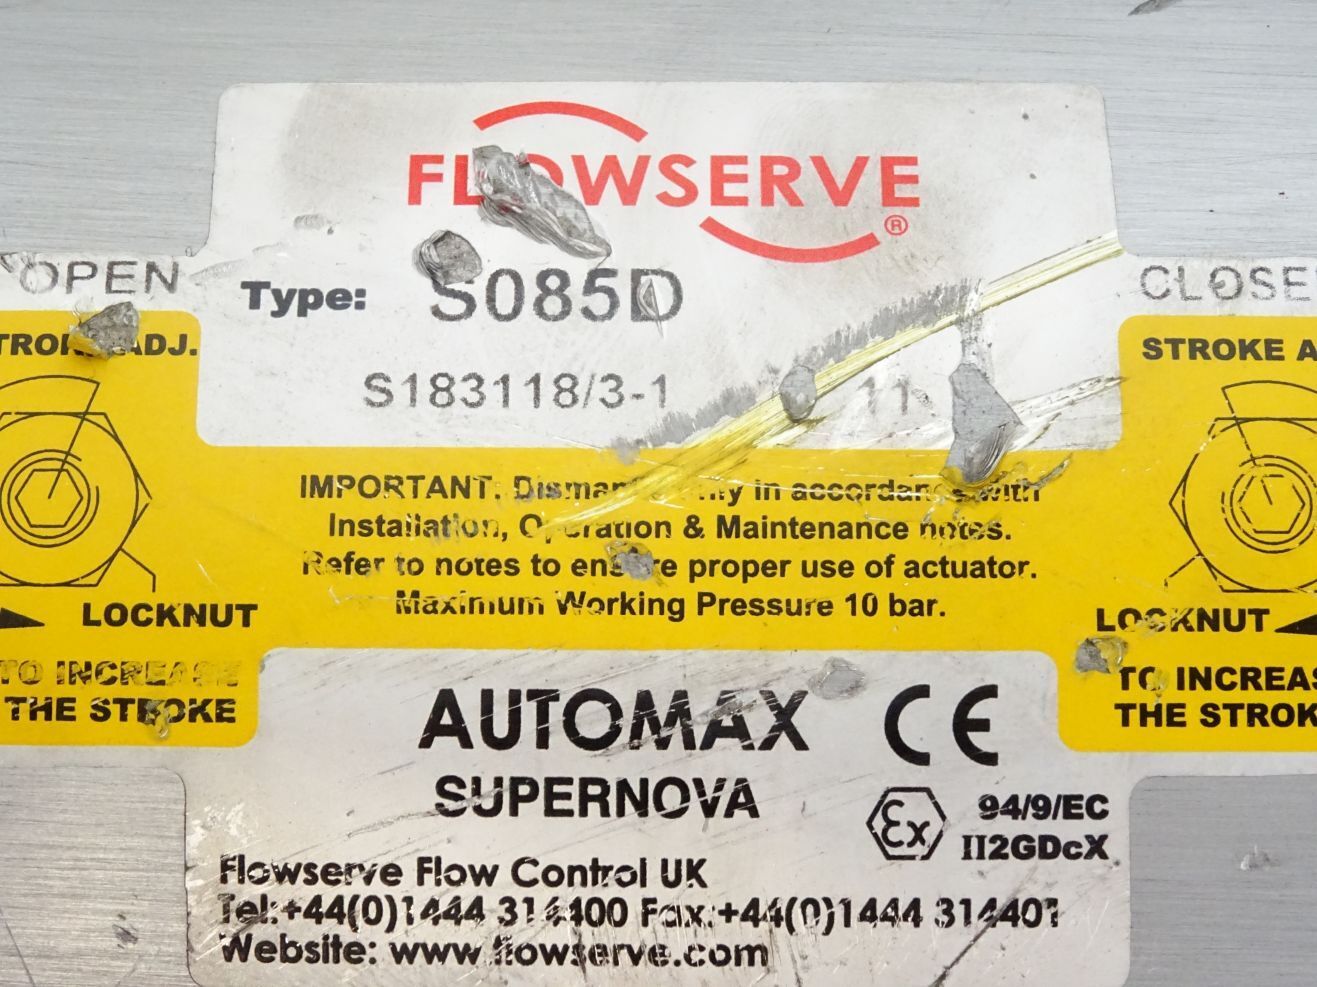 FLOWSERVE
®
OPEN
Type: S085D
CLOSE
S183118/3-1 11
STROKE ADJ.
STROKE A
IMPORTANT. Dismantle only in accordance with
Installation, Operation & Maintenance notes.
Refer to notes to ensure proper use of actuator.
Maximum Working Pressure 10 bar.
LOCKNUT
LOCKNUT
TO INCREASE
THE STROKE
TO INCREAS
THE STROK
AUTOMAX CE
SUPERNOVA
Ex 94/9/EC
II2GDcX
Flowserve Flow Control UK
Tel:+44(0)1444 314400 Fax:+44(0)1444 314401
Website: www.flowserve.com